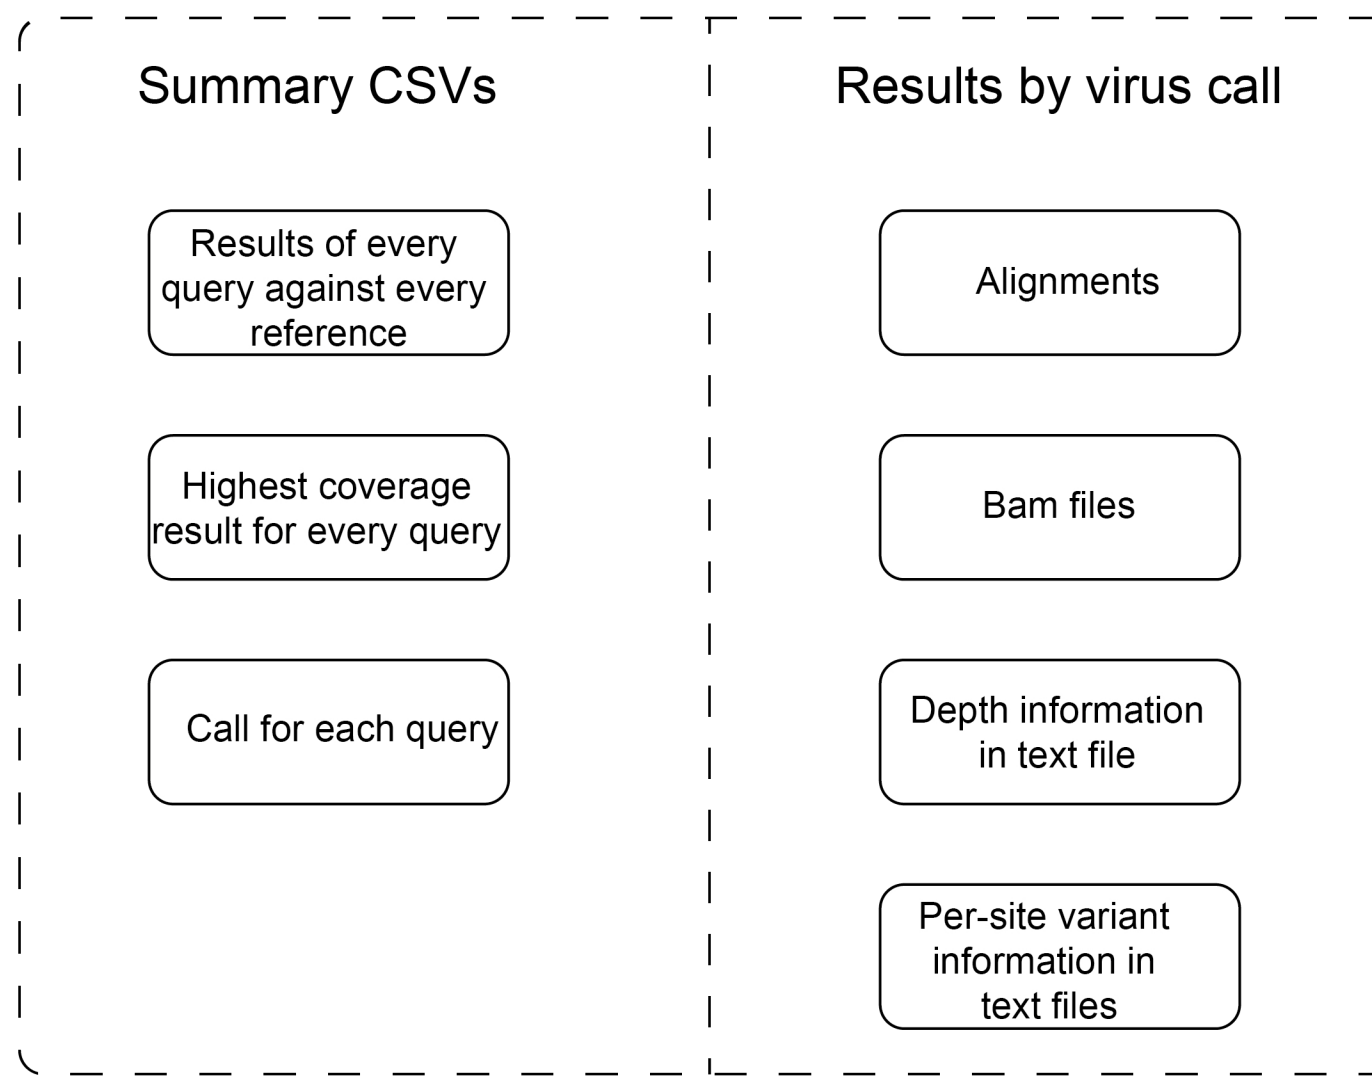 Summary CSVs
Results of every
query against every
reference
Highest coverage
result for every query
Call for each query
Results by virus call
Alignments
Bam files
Depth information
in text file
Per-site variant
information in
text files